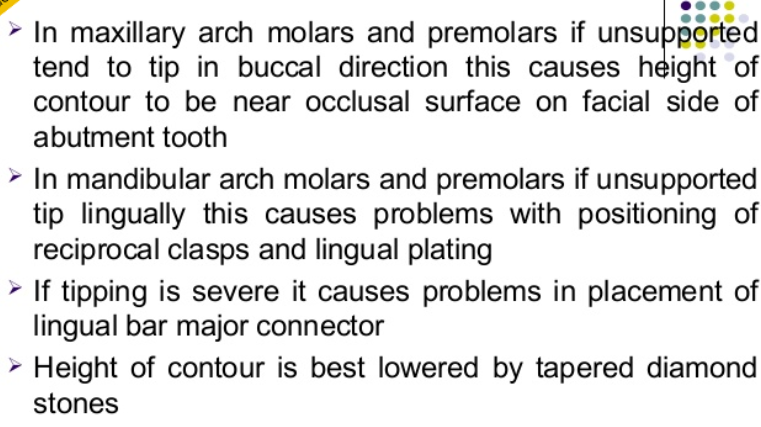 In maxillary arch molars and premolars if unsupported
tend to tip in buccal direction this causes height of
contour to be near occlusal surface on facial side of
abutment tooth
In mandibular arch molars and premolars if unsupported
tip lingually this causes problems with positioning of
reciprocal clasps and lingual plating
If tipping is severe it causes problems in placement of
lingual bar major connector
Height of contour is best lowered by tapered diamond
stones